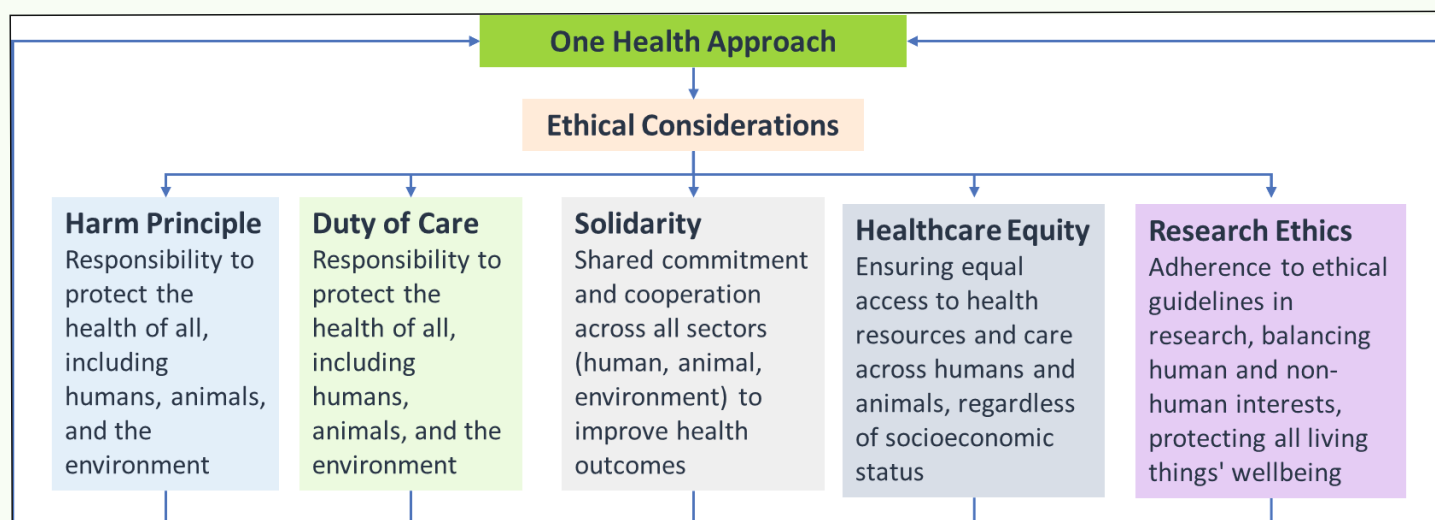 One Health Approach
Ethical Considerations
Harm Principle
Responsibility to
protect the
health of all,
including
humans, animals,
and the
environment
Duty of Care
Responsibility to
protect the
health of all,
including
humans,
animals, and the
environment
Solidarity
Shared commitment
and cooperation
across all sectors
(human, animal,
environment) to
improve health
outcomes
Healthcare Equity
Ensuring equal
access to health
resources and care
across humans and
animals, regardless
of socioeconomic
status
Research Ethics
Adherence to ethical
guidelines in
research, balancing
human and non-
human interests,
protecting all living
things' wellbeing